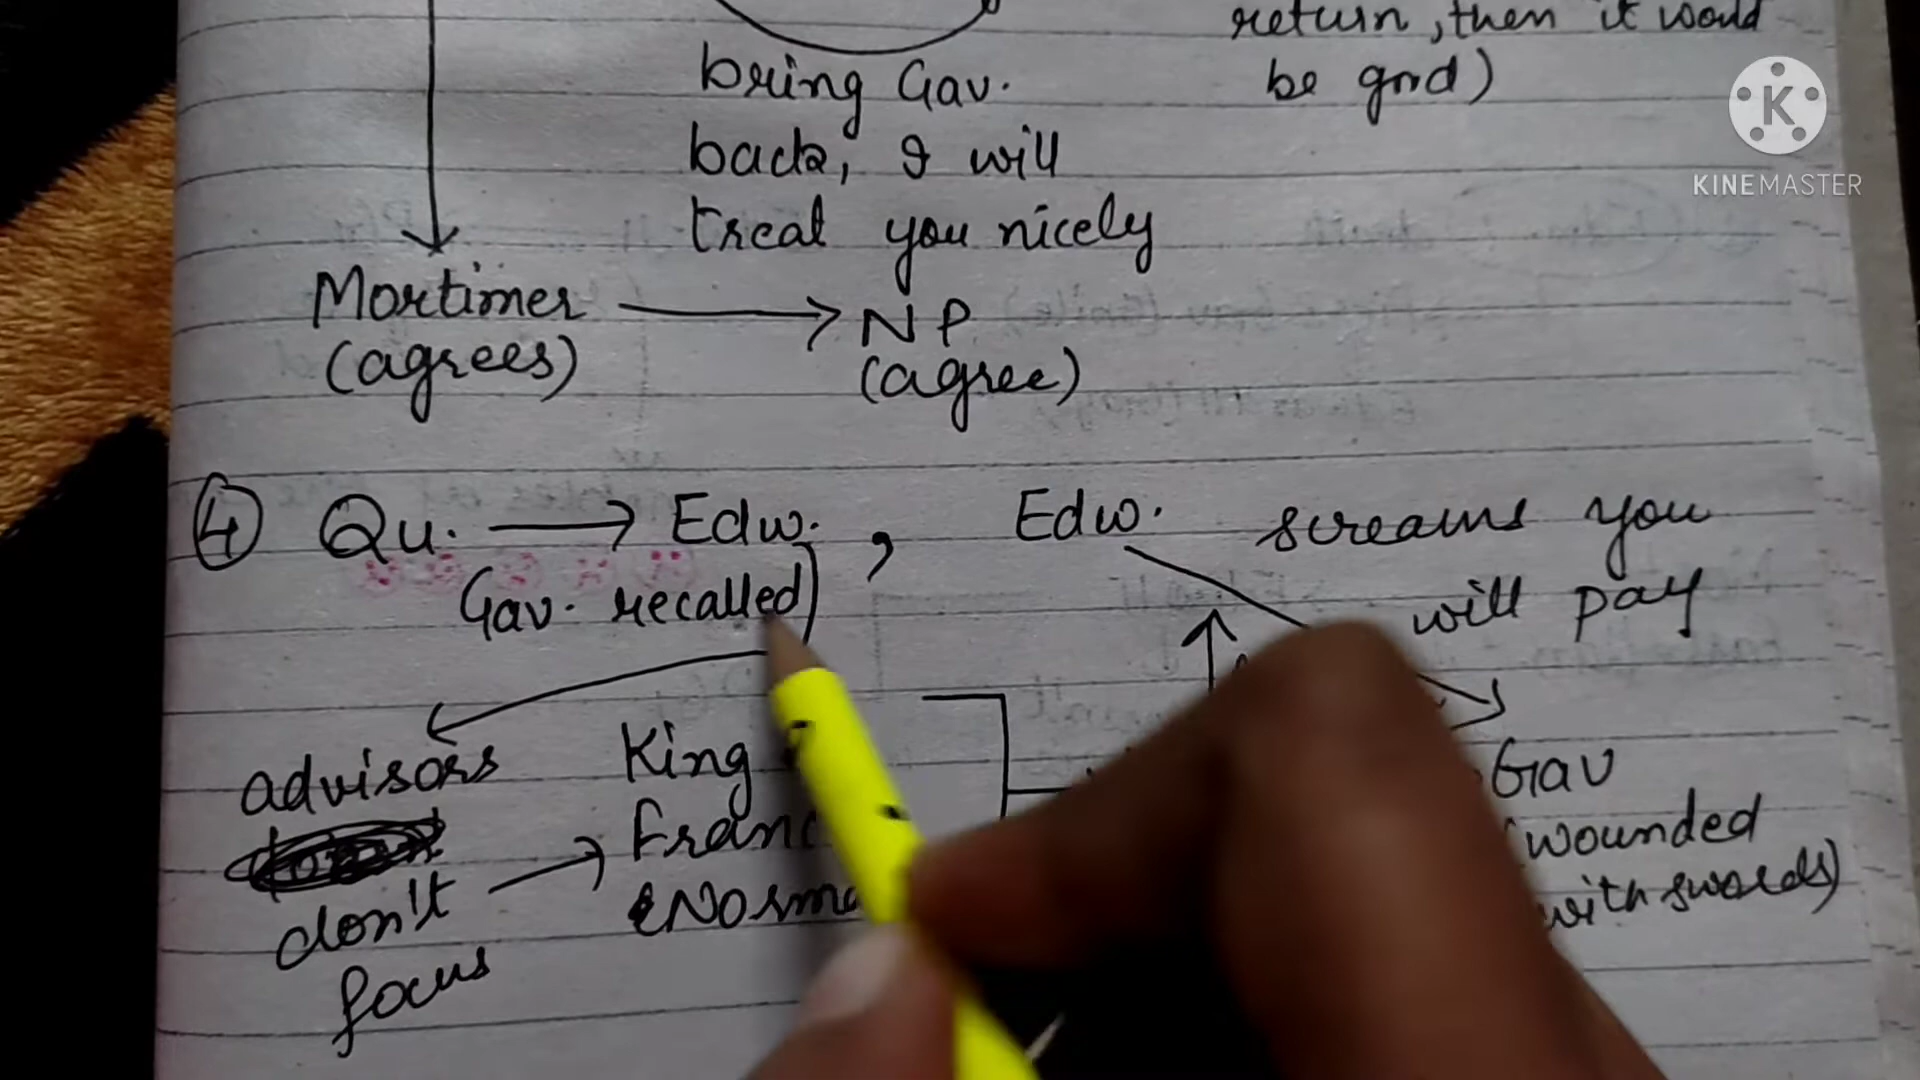 return, then it would
be good)
bring Gav.
back, I will
treat you nicely
K
KINEMASTER
Mortimer → NP
(agrees) (agree)
④ Qu. → Edw. , Edw. screams you
will pay
Gav. recalled
advisors
don't
focus
→ King
Franc
& Norma
Gav
(wounded
with swords)